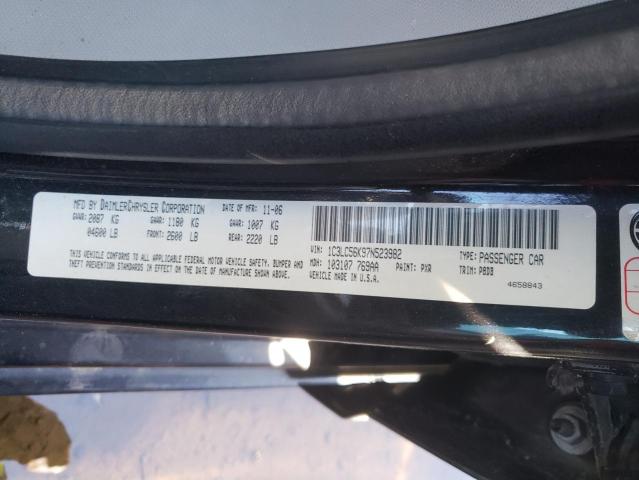 MFD BY DAIMLERCHRYSLER CORPORATION DATE OF MFR 11-06
GVWR: 2087 KG GAWR: 1180 KG GAWR: 1007 KG
04600 LB FRONT: 2600 LB REAR: 2220 LB
THIS VEHICLE CONFORMS TO ALL APPLICABLE FEDERAL MOTOR VEHICLE SAFETY, BUMPER AND
THEFT PREVENTION STANDARDS IN EFFECT ON THE DATE OF MANUFACTURE SHOWN ABOVE.
VIN: 1C3LC56K97N523982 TYPE: PASSENGER CAR
MDH: 103107 769AA PAINT: PXR TRIM: P8D8
VEHICLE MADE IN U.S.A.
4658843